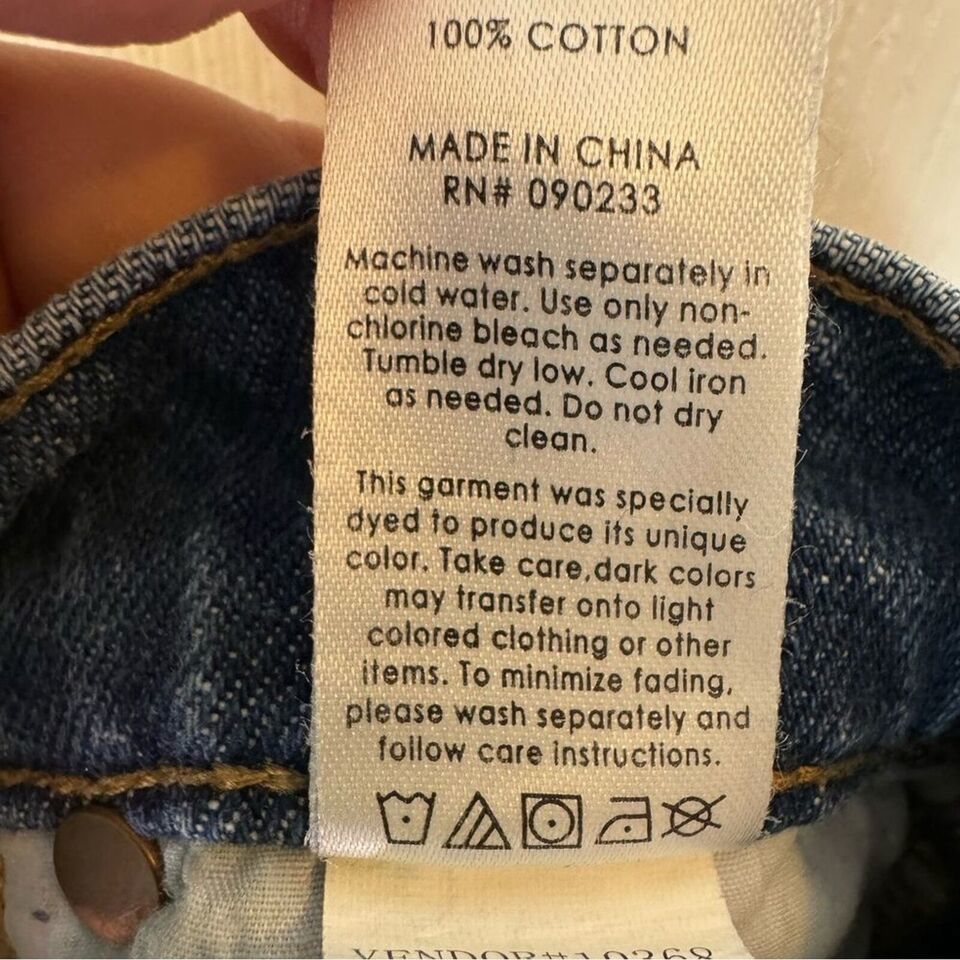 100% COTTON
MADE IN CHINA
RN# 090233
Machine wash separately in
cold water. Use only non-
chlorine bleach as needed.
Tumble dry low. Cool iron
as needed. Do not dry
clean.
This garment was specially
dyed to produce its unique
color. Take care,dark colors
may transfer onto light
colored clothing or other
items. To minimize fading,
please wash separately and
follow care instructions.
VENDOR#10268